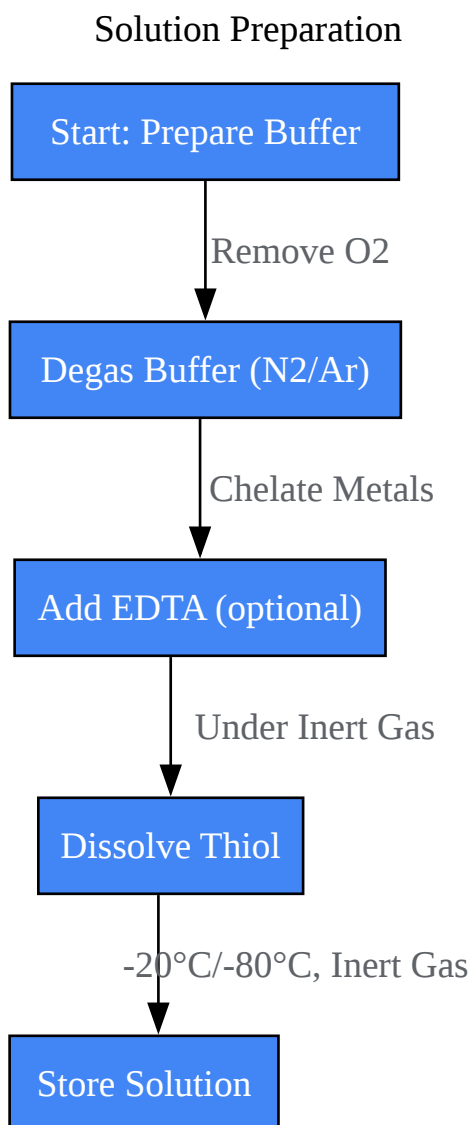 Solution Preparation
Start: Prepare Buffer
Remove O2
Degas Buffer (N2/Ar)
Chelate Metals
Add EDTA (optional)
Under Inert Gas
Dissolve Thiol
-20°C/-80°C, Inert Gas
Store Solution